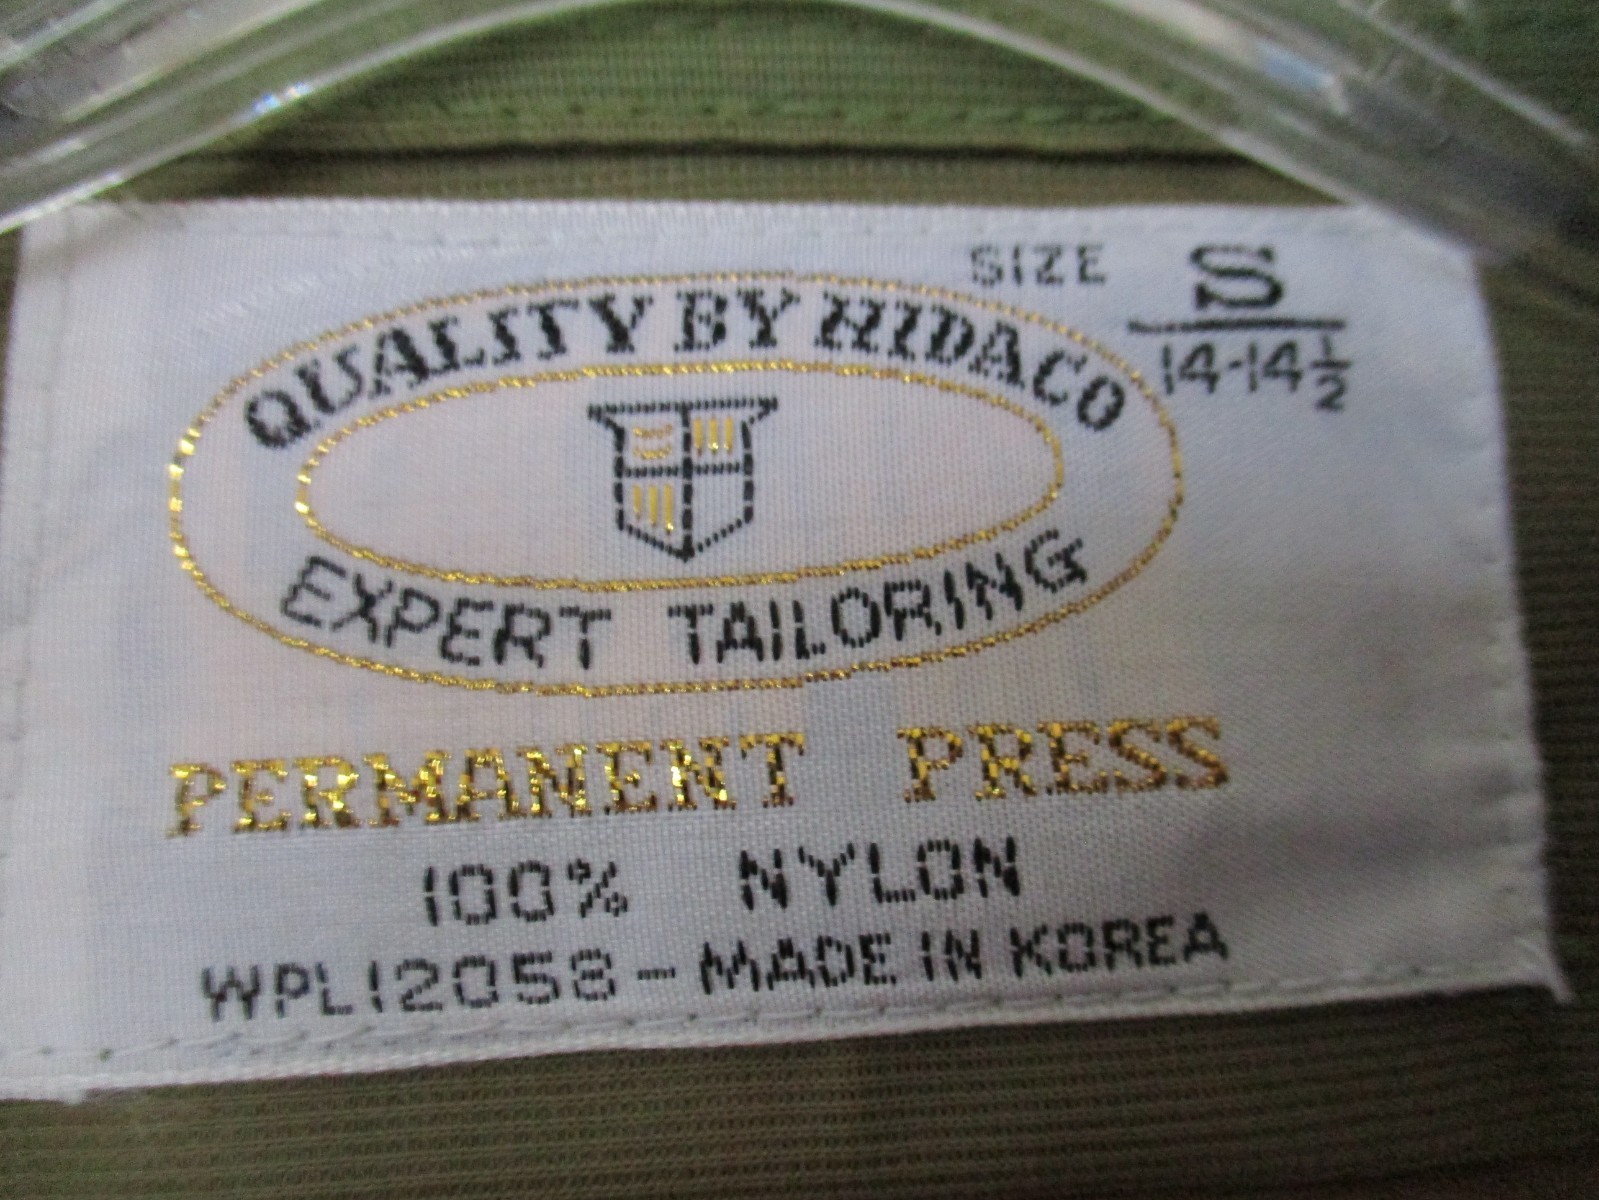 SIZE S
14-14½
QUALITY BY HIDACO
EXPERT TAILORING
PERMANENT PRESS
100% NYLON
WPL12058-MADE IN KOREA